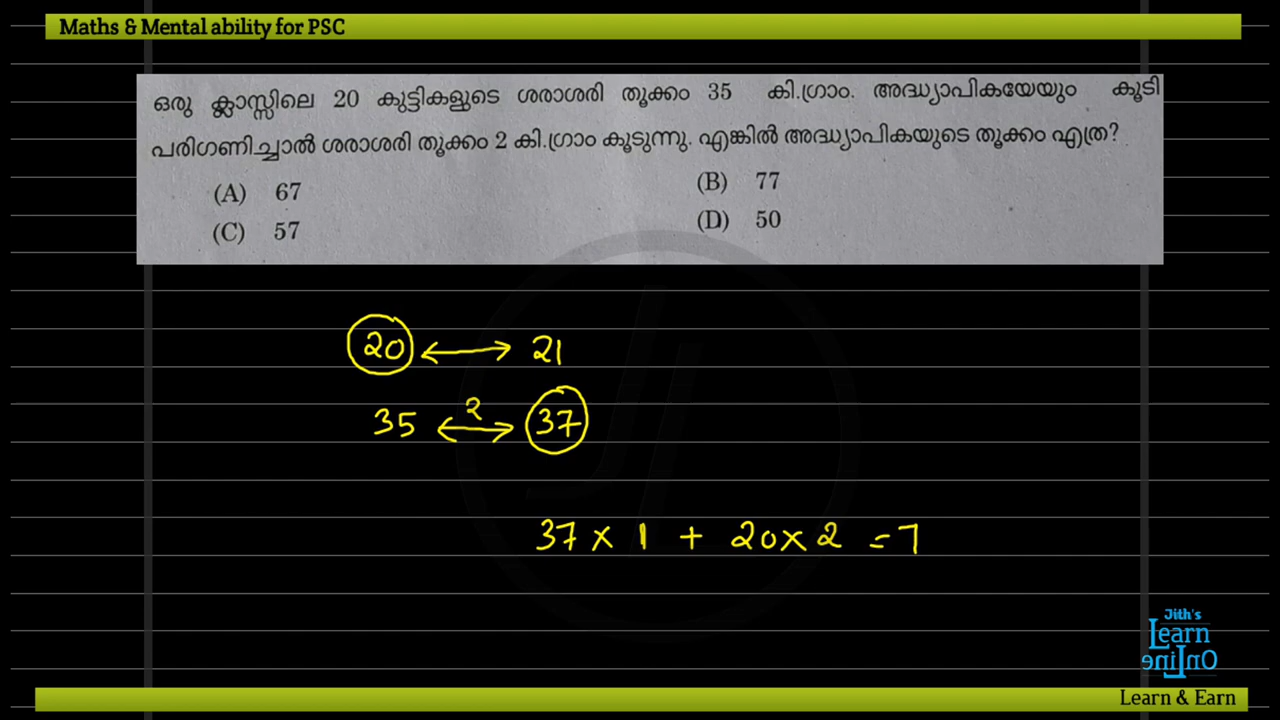 Maths & Mental ability for PSC
ഒരു ക്ലാസ്സിലെ 20 കുട്ടികളുടെ ശരാശരി തൂക്കം 35 കി.ഗ്രാം. അദ്ധ്യാപികയേയും കൂടി
പരിഗണിച്ചാൽ ശരാശരി തൂക്കം 2 കി.ഗ്രാം കൂടുന്നു. എങ്കിൽ അദ്ധ്യാപികയുടെ തൂക്കം എത്ര?
(A) 67 (B) 77
(C) 57 (D) 50
20 21
35 2 37
37 × 1 + 20 × 2 = 7
Jith's
Learn
OnLine
Learn & Earn